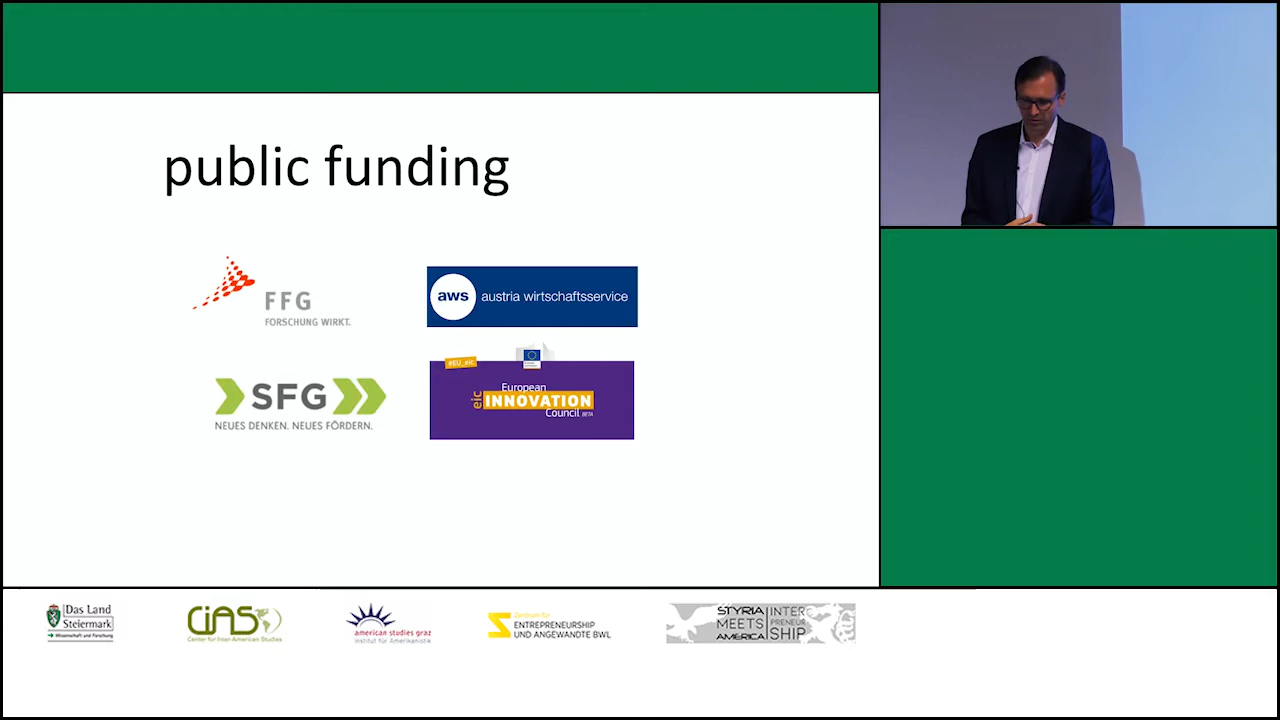 public funding
FFG
FORSCHUNG WIRKT.
aws austria wirtschaftsservice
SFG
NEUES DENKEN. NEUES FÖRDERN.
#EU_eic
European
eic INNOVATION
Council BETA
Das Land
Steiermark
Wissenschaft und Forschung
CIAS
Center for Inter-American Studies
american studies graz
Institut für Amerikanistik
Zentrum für
ENTREPRENEURSHIP
UND ANGEWANDTE BWL
STYRIA INTER
MEETS PRENEUR
AMERICA SHIP